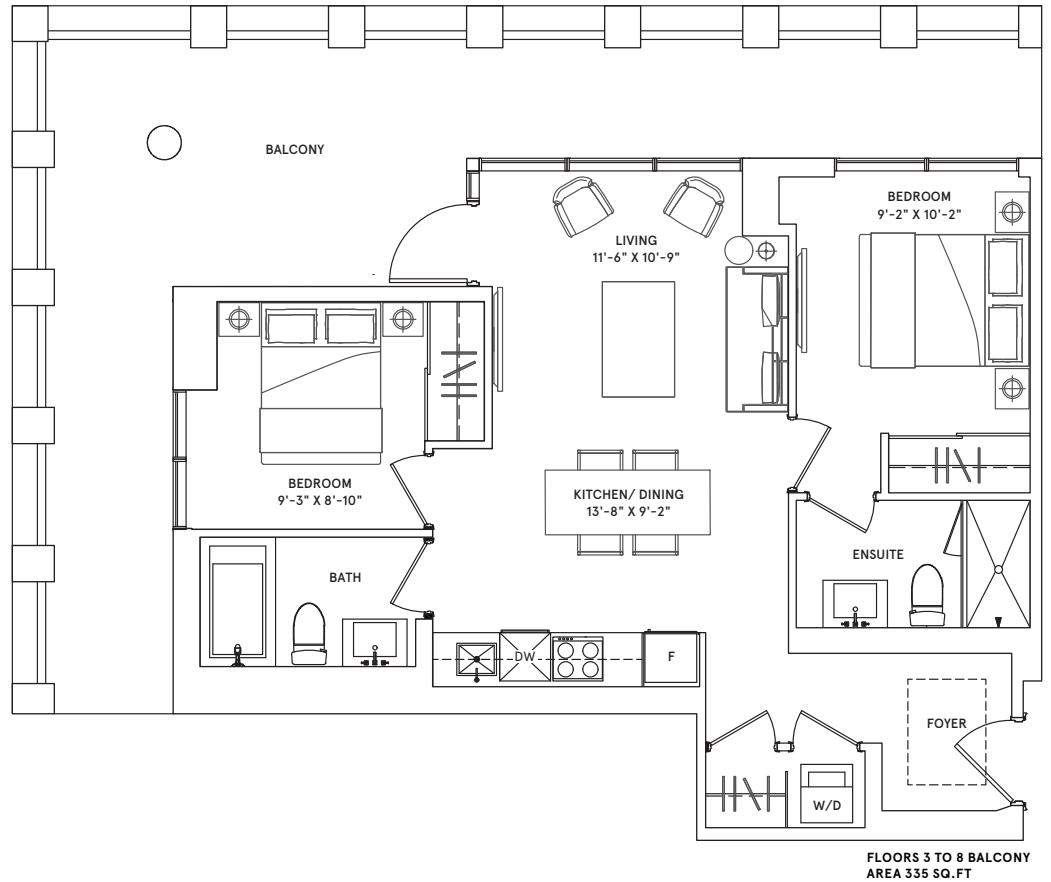 BALCONY
BEDROOM
9'-2" X 10'-2"
LIVING
11'-6" X 10'-9"
BEDROOM
9'-3" X 8'-10"
KITCHEN/ DINING
13'-8" X 9'-2"
ENSUITE
BATH
DW
F
FOYER
W/D
FLOORS 3 TO 8 BALCONY
AREA 335 SQ.FT